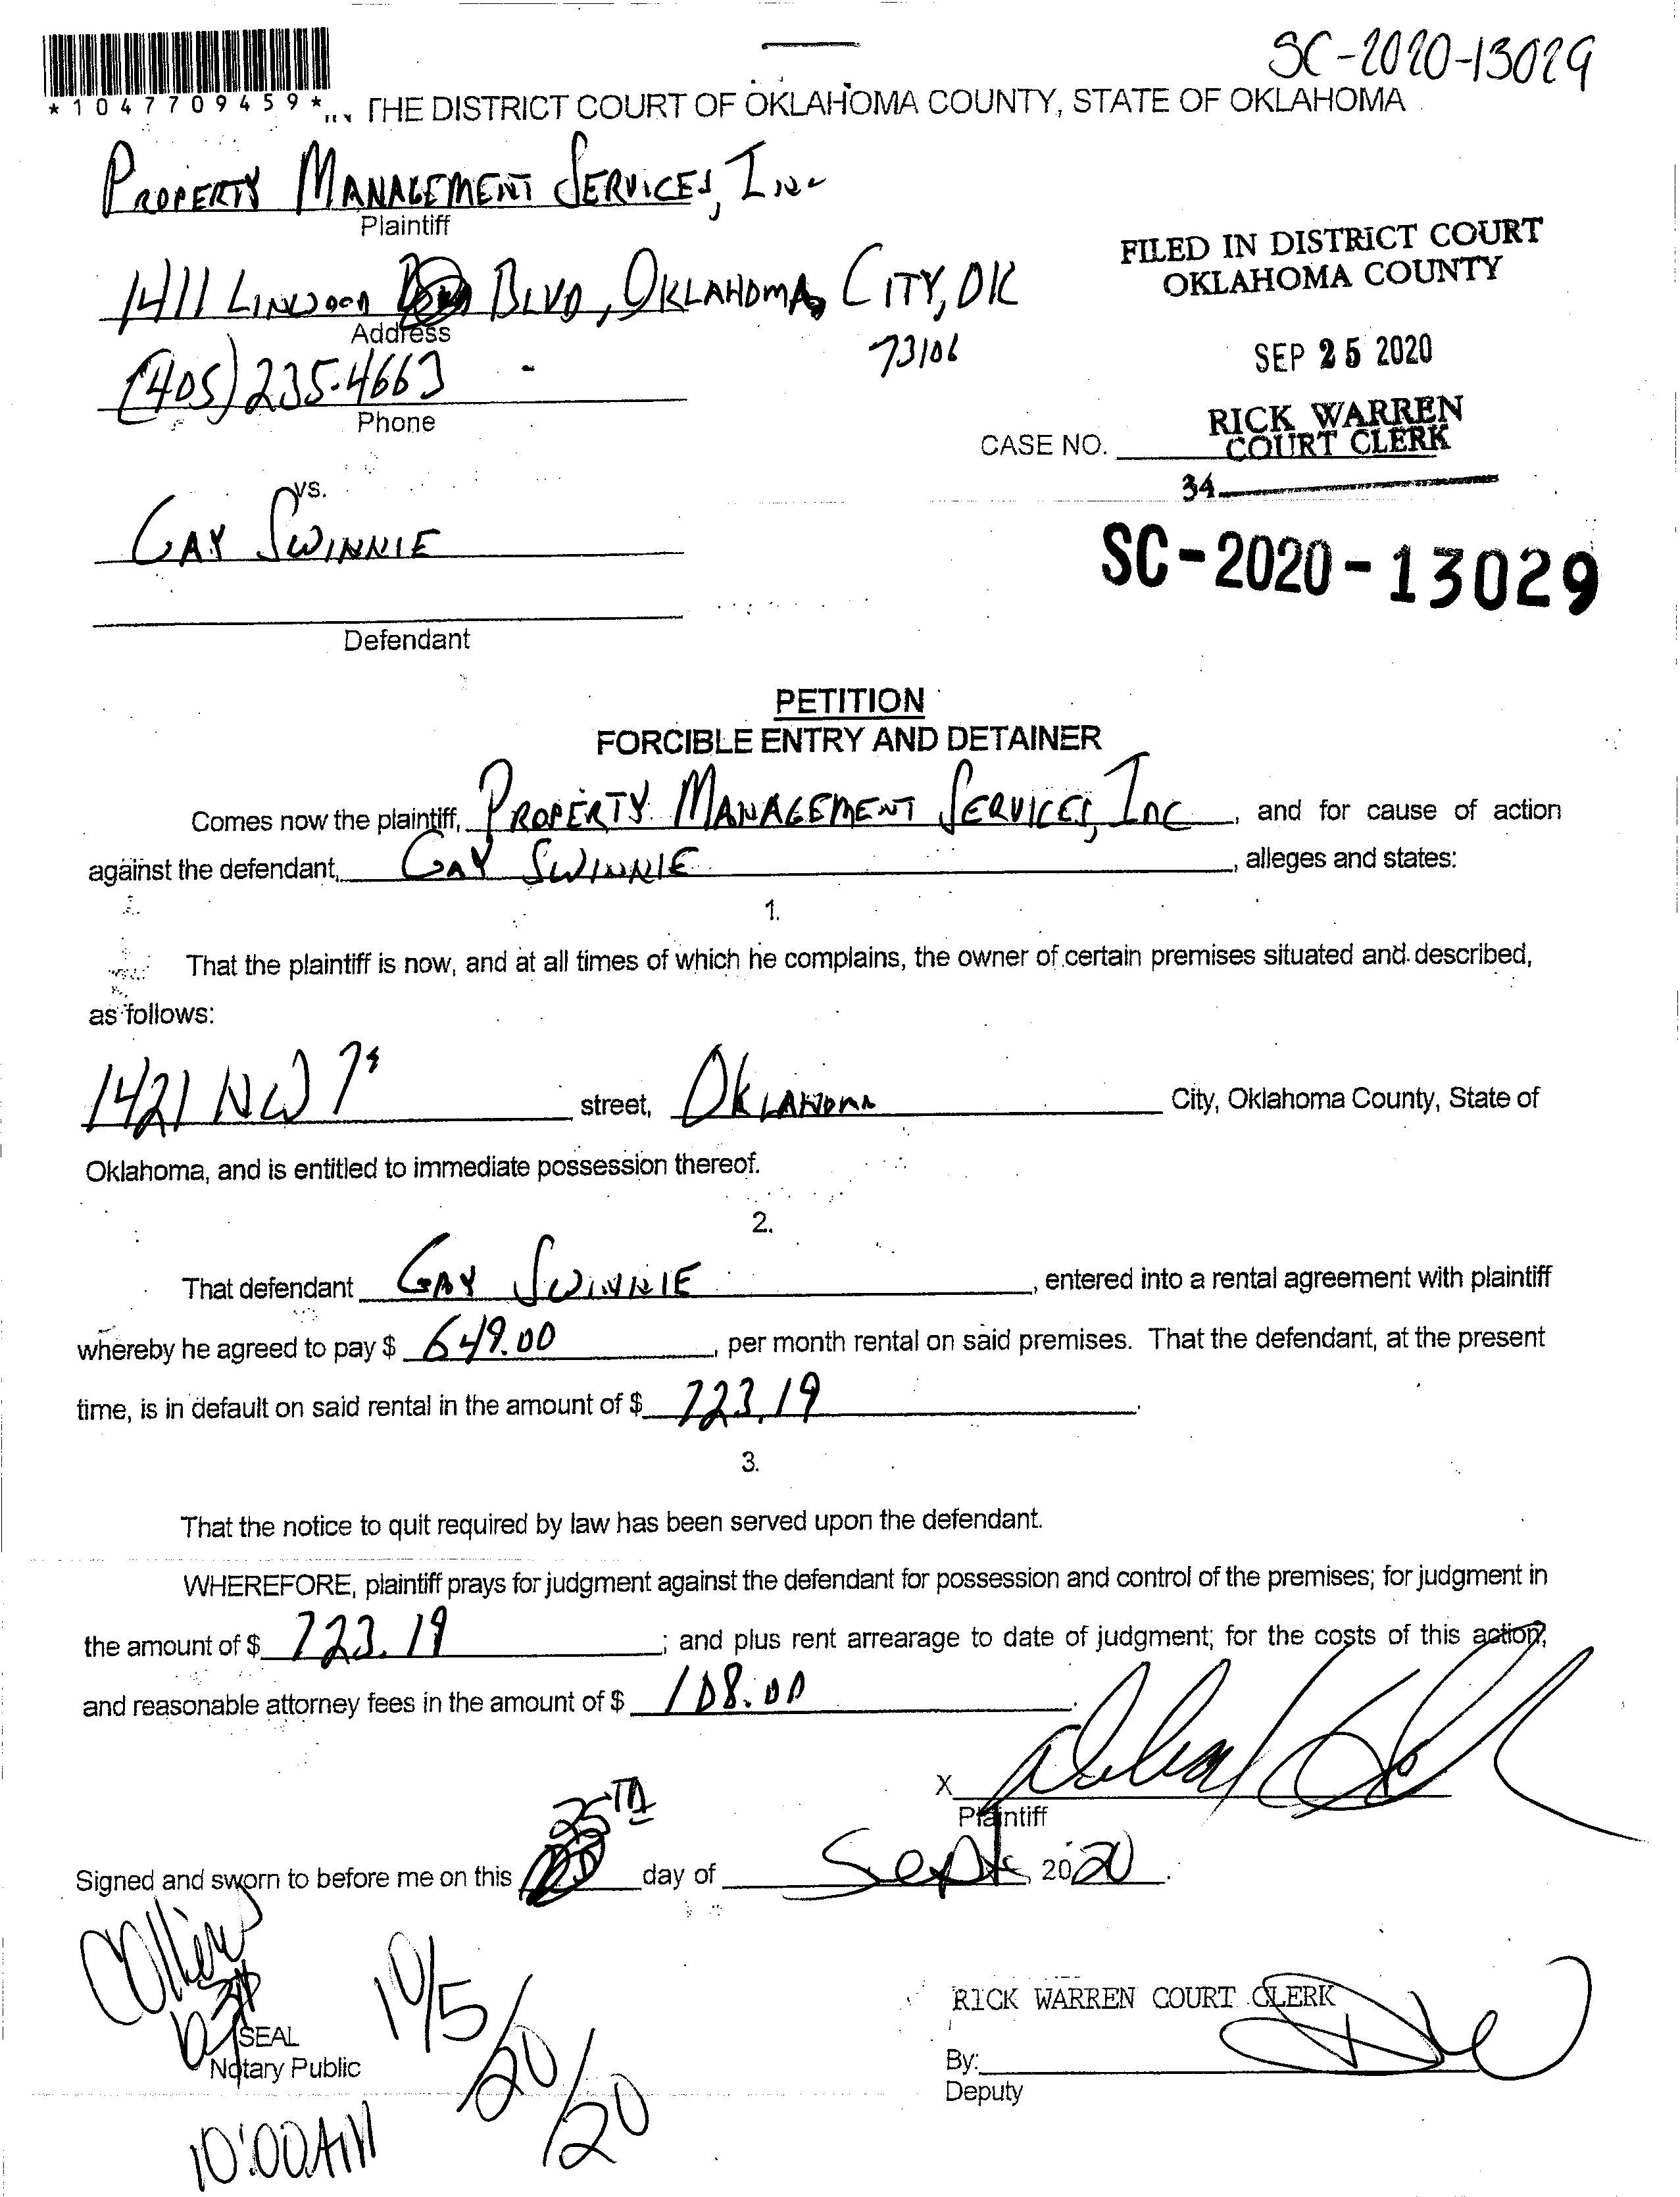 SC-2020-13029
*1047709459*
THE DISTRICT COURT OF OKLAHOMA COUNTY, STATE OF OKLAHOMA
PROPERTY MANAGEMENT SERVICES, INC
Plaintiff
1411 LINWOOD BLVD, OKLAHOMA CITY, OK
73106
Address
(405) 235-4663
Phone
FILED IN DISTRICT COURT
OKLAHOMA COUNTY
SEP 25 2020
RICK WARREN
COURT CLERK
CASE NO.
34
vs.
GAY SWINNIE
SC-2020-13029
Defendant
PETITION
FORCIBLE ENTRY AND DETAINER
Comes now the plaintiff, PROPERTY MANAGEMENT SERVICES, INC, and for cause of action
against the defendant, GAY SWINNIE, alleges and states:
1.
That the plaintiff is now, and at all times of which he complains, the owner of certain premises situated and described,
as follows:
1421 NW 7 street, OKLAHOMA City, Oklahoma County, State of
Oklahoma, and is entitled to immediate possession thereof.
2.
That defendant GAY SWINNIE, entered into a rental agreement with plaintiff
whereby he agreed to pay $ 649.00, per month rental on said premises. That the defendant, at the present
time, is in default on said rental in the amount of $ 723.19.
3.
That the notice to quit required by law has been served upon the defendant.
WHEREFORE, plaintiff prays for judgment against the defendant for possession and control of the premises; for judgment in
the amount of $ 723.19; and plus rent arrearage to date of judgment; for the costs of this action,
and reasonable attorney fees in the amount of $ 108.00.
X
Plaintiff
25TH
Signed and sworn to before me on this day of Sept, 2020.
Collins
SEAL
Notary Public
10/5/20/20
10:00AM
RICK WARREN COURT CLERK
By:
Deputy